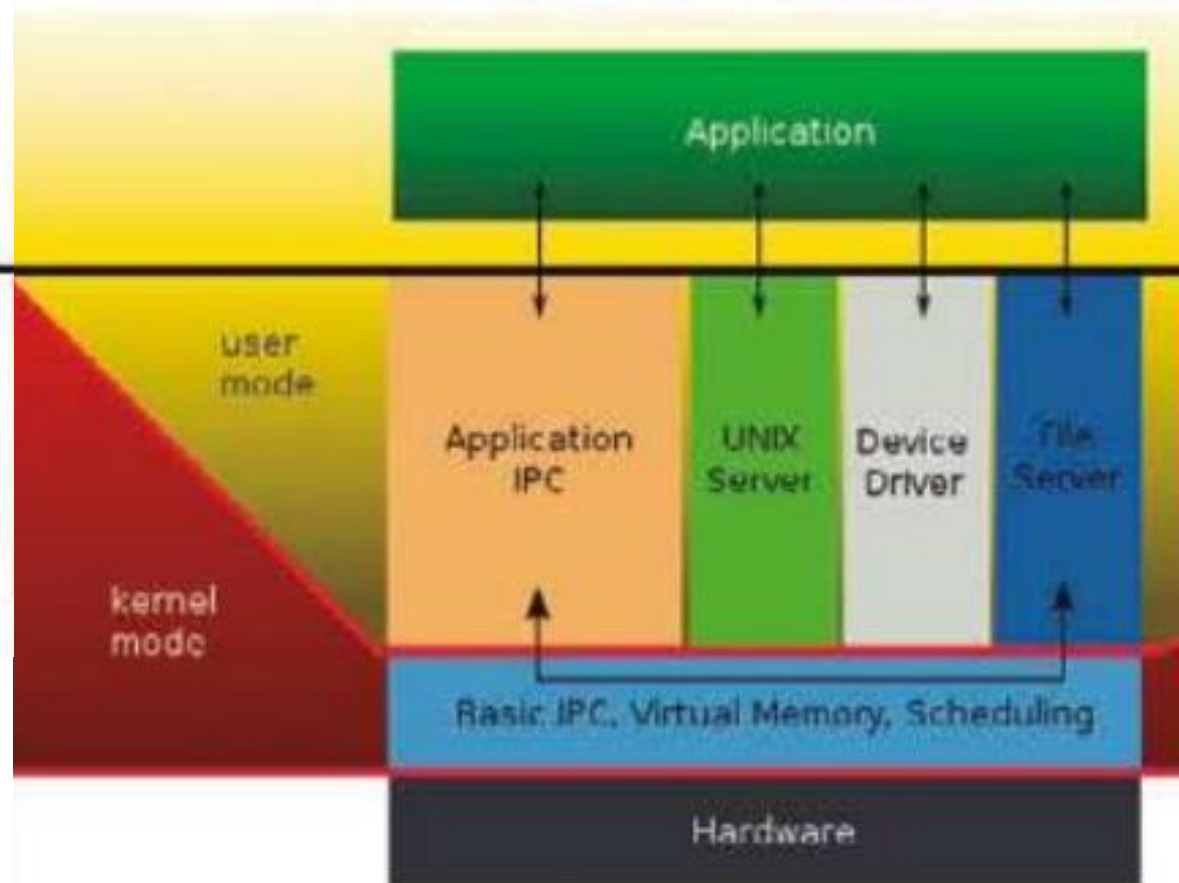 Application
user
mode
Application
IPC
UNIX
Server
Device
Driver
File
Server
kernel
mode
Basic IPC, Virtual Memory, Scheduling
Hardware